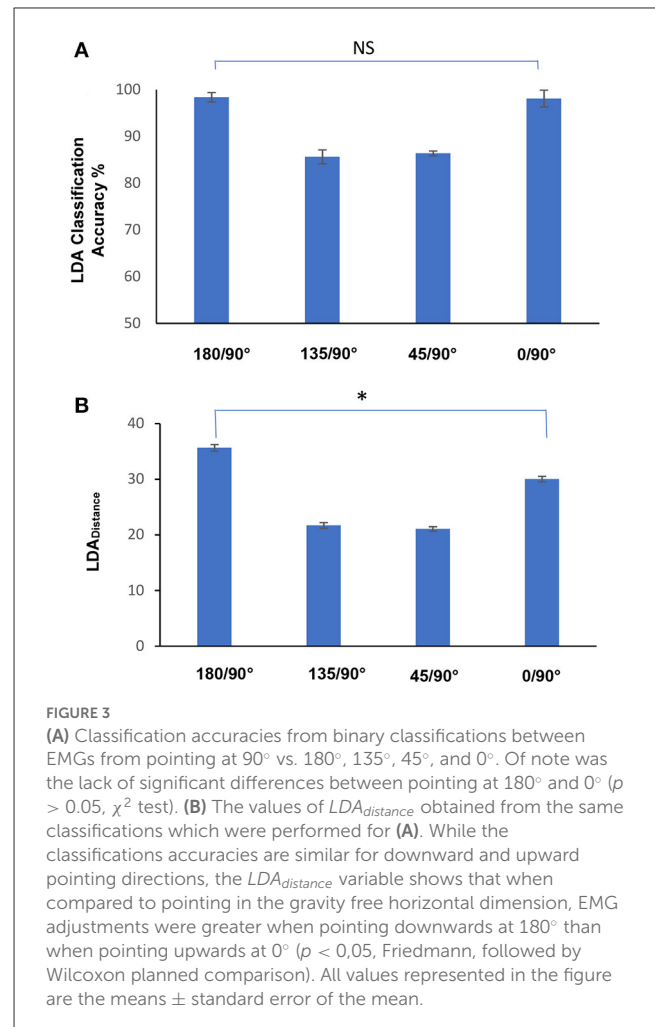 A
NS
LDA Classification
Accuracy %
100
90
80
70
60
50
180/90°
135/90°
45/90°
0/90°
B
*
LDADistance
40
30
20
10
0
180/90°
135/90°
45/90°
0/90°
FIGURE 3
(A) Classification accuracies from binary classifications between
EMGs from pointing at 90° vs. 180°, 135°, 45°, and 0°. Of note was
the lack of significant differences between pointing at 180° and 0° (p
> 0.05, χ² test). (B) The values of LDAdistance obtained from the same
classifications which were performed for (A). While the
classifications accuracies are similar for downward and upward
pointing directions, the LDAdistance variable shows that when
compared to pointing in the gravity free horizontal dimension, EMG
adjustments were greater when pointing downwards at 180° than
when pointing upwards at 0° (p < 0,05, Friedmann, followed by
Wilcoxon planned comparison). All values represented in the figure
are the means ± standard error of the mean.